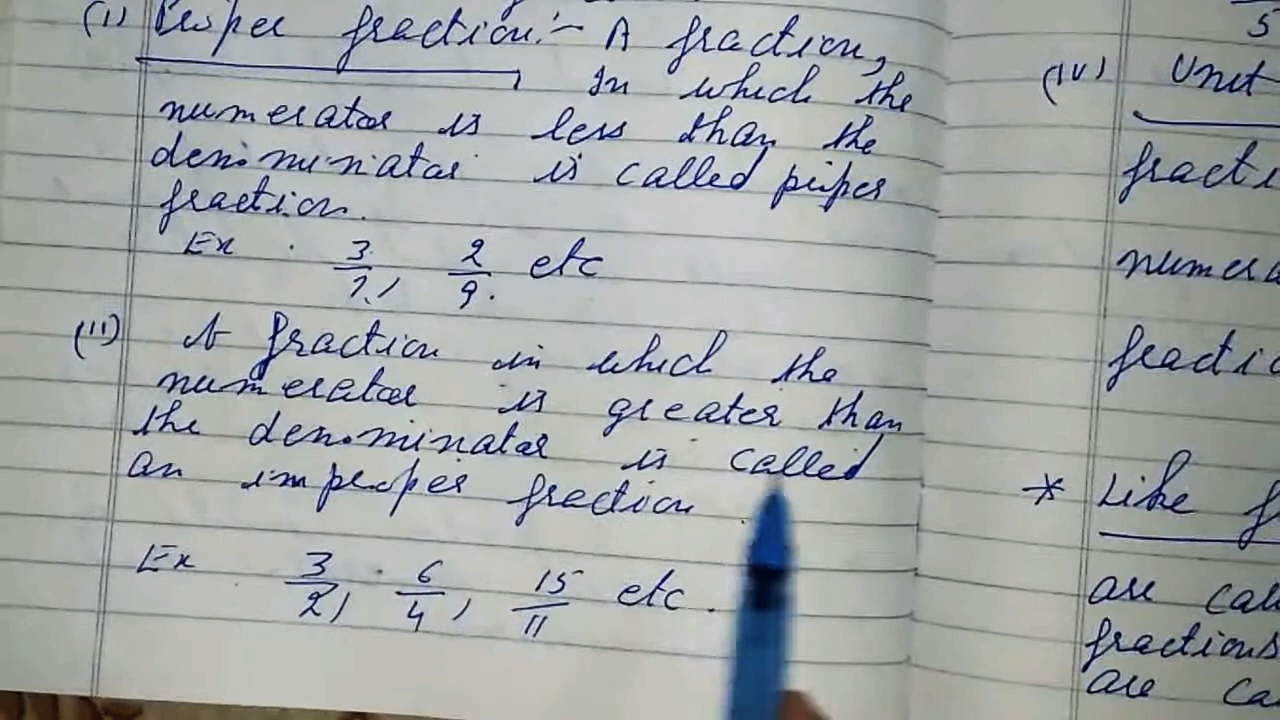 (i) Proper fraction:- A fraction,
In which the
numerator is less than the
denominator is called proper
fraction.
Ex 3/7, 2/9. etc
(ii) A fraction in which the
numerator is greater than
the denominator is called
an improper fraction
Ex 3/2, 6/4, 15/11 etc.
5
(iv) Unit
fracti
numera
fractio
* Like f
are cal
fractions
are ca